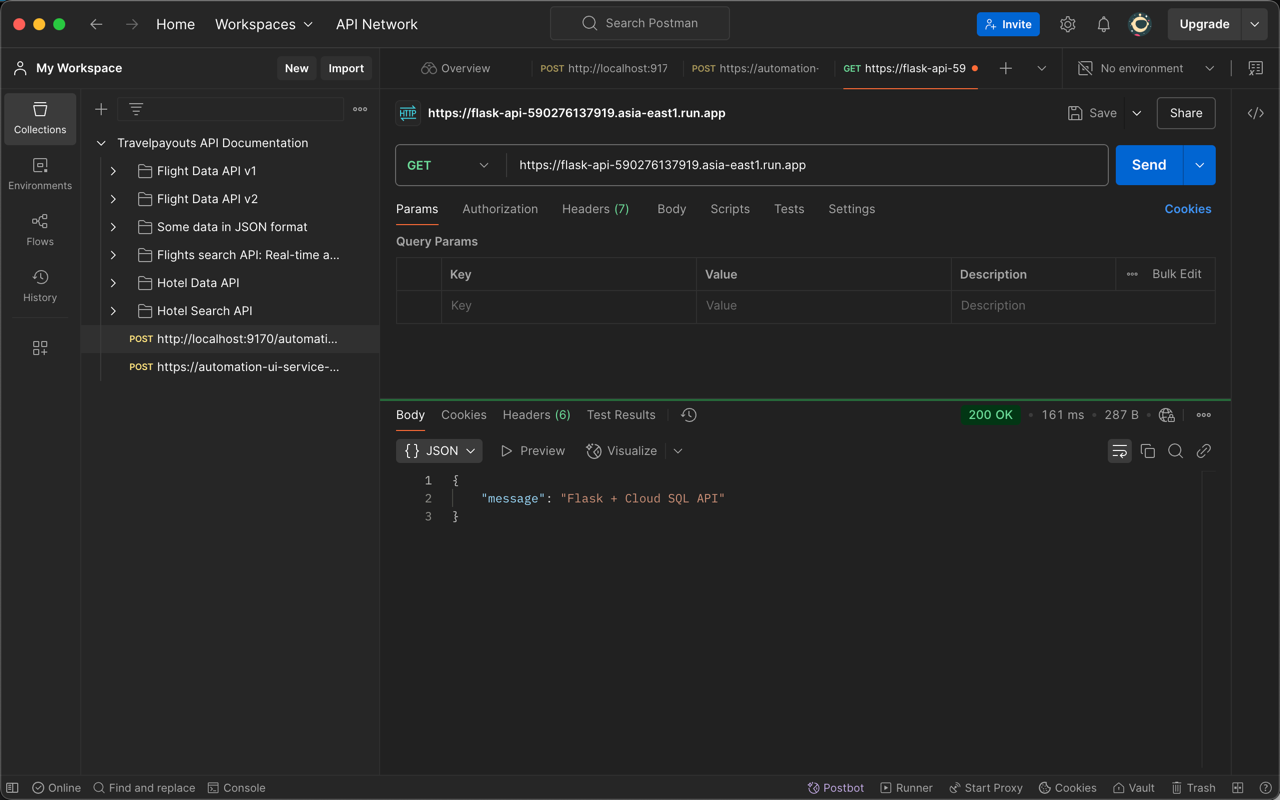 Home Workspaces API Network Search Postman Invite Upgrade
My Workspace New Import Overview POST http://localhost:917 POST https://automation- GET https://flask-api-59 No environment
Collections
Environments
Flows
History
Travelpayouts API Documentation
Flight Data API v1
Flight Data API v2
Some data in JSON format
Flights search API: Real-time a...
Hotel Data API
Hotel Search API
POST http://localhost:9170/automati...
POST https://automation-ui-service-...
HTTP https://flask-api-590276137919.asia-east1.run.app Save Share
GET https://flask-api-590276137919.asia-east1.run.app Send
Params Authorization Headers (7) Body Scripts Tests Settings Cookies
Query Params
Key Value Description Bulk Edit
Key Value Description
Body Cookies Headers (6) Test Results 200 OK 161 ms 287 B
{} JSON Preview Visualize
1 {
2 "message": "Flask + Cloud SQL API"
3 }
Online Find and replace Console Postbot Runner Start Proxy Cookies Vault Trash